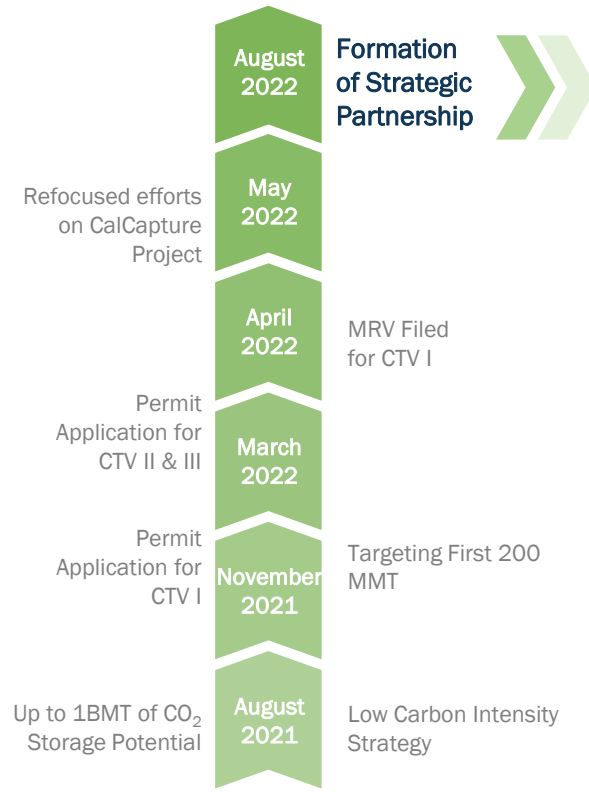 August
2022
Formation
of Strategic
Partnership
May
2022
Refocused efforts
on CalCapture
Project
April
2022
MRV Filed
for CTV I
Permit
Application for
CTV II & III
March
2022
Permit
Application for
CTV I
November
2021
Targeting First 200
MMT
Up to 1BMT of CO₂
Storage Potential
August
2021
Low Carbon Intensity
Strategy